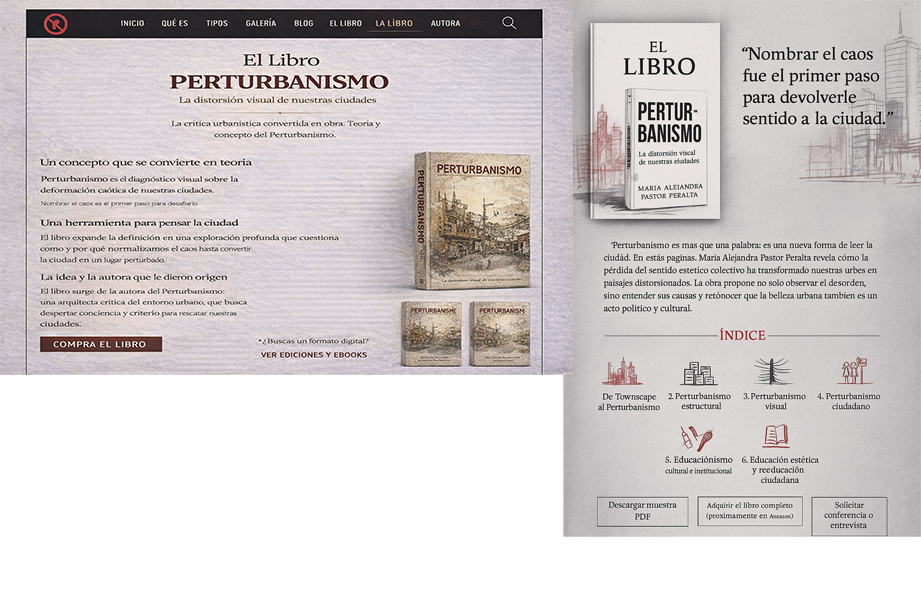 INICIO QUÉ ES TIPOS GALERÍA BLOG EL LIBRO LA LIBRO AUTORA
El Libro
PERTURBANISMO
La distorsión visual de nuestras ciudades
La critica urbanistica convertida en obra. Teoria y
concepto del Perturbanismo.
Un concepto que se convierte en teoria
Perturbanismo es el diagnóstico visual sobre la
deformación caótica de nuestras ciudades.
Nombrar el caos es el primer paso para desafiarlo
Una herramienta para pensar la ciudad
El libro expande la definición en una exploración profunda que cuestiona
como y por qué normalizamos el caos hasta convertir
la ciudad en un lugar perturbado.
La idea y la autora que le dieron origen
El libro surge de la autora del Perturbanismo:
una arquitecta critica del entorno urbano, que busca
despertar conciencia y criterio para rescatar nuestras
ciudades.
COMPRA EL LIBRO
*¿Buscas un formato digital?
VER EDICIONES Y EBOOKS
PERTURBANISMO
PERTURBANISMO
La distorsión visual de nuestras ciudades
PERTURBANISME
PERTURBANISMO
EL
LIBRO
PERTUR-
BANISMO
La distorsión viscal
de nuestras eiudades
MARIA ALEJANDRA
PASTOR PERALTA
“Nombrar el caos
fue el primer paso
para devolverle
sentido a la ciudad.”
'Perturbanismo es mas que una palabra: es una nueva forma de leer la
ciudád. En estás paginas. Maria Alejandra Pastor Peralta revela cómo la
pérdida del sentido estetico colectivo ha transformado nuestras urbes en
paisajes distorsionados. La obra propone no solo observar el desorden,
sino entender sus causas y retónocer que la belleza urbana tambien es un
acto politico y cultural.
ÍNDICE
De Townscape
al Perturbanismo
2. Perturbanismo
estructural
3. Perturbanismo
visual
4. Perturbanismo
ciudadano
5. Educaciónismo
cultural e inetitucional
6. Educación estética
y reeducación
ciudadana
Descargar muestra
PDF
Adquirir el libro completo
(proximamente en Amazon)
Solleitar
conferencia o
entrevista